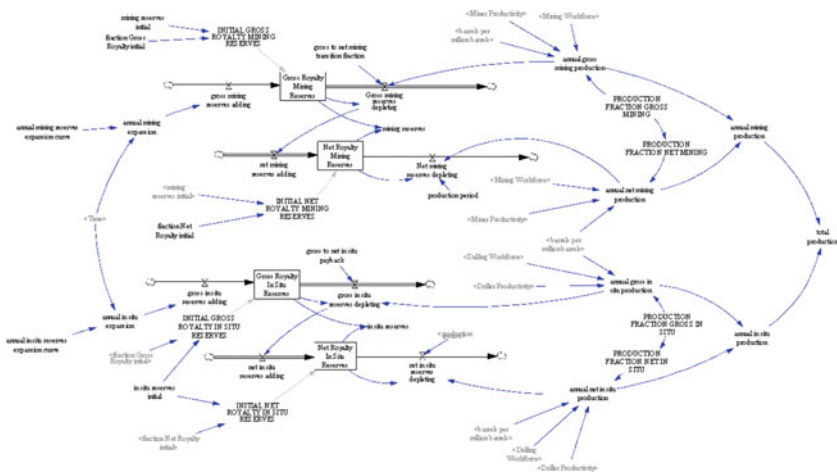 mining reserves
initial
fraction Gross
Royalty initial
INITIAL GROSS
ROYALTY MINING
RESERVES
gross to net mining
transition fraction
<Miner Productivity>
<Mining Workforce>
<barrels per
million barrels>
annual gross
mining production
gross mining
reserves adding
Gross Royalty
Mining
Reserves
Gross mining
reserves
depleting
PRODUCTION
FRACTION GROSS
MINING
annual mining reserves
expansion curve
annual mining
expansion
mining reserves
annual mining
production
PRODUCTION
FRACTION NET MINING
net mining
reserves adding
Net Royalty
Mining
Reserves
Net mining
reserves depleting
production period
<mining
reserves initial>
INITIAL NET
ROYALTY MINING
RESERVES
fraction Net
Royalty initial
<Mining Workforce>
annual net mining
production
<Miner Productivity>
<Time>
total
production
<barrels per
million barrels>
gross to net in situ
payback
Gross Royalty
In Situ
Reserves
annual gross in
situ production
gross in situ
reserves adding
gross in situ
reserves depleting
annual in situ
expansion
annual in situ reserves
expansion curve
INITIAL GROSS
ROYALTY IN SITU
RESERVES
in situ reserves
PRODUCTION
FRACTION GROSS IN
SITU
annual in situ
production
<fraction Gross
Royalty initial>
net in situ
reserves adding
Net Royalty
In Situ
Reserves
net in situ
reserves
depleting
PRODUCTION
FRACTION NET IN
SITU
in situ reserves
initial
INITIAL NET
ROYALTY IN SITU
RESERVES
annual net in situ
production
<fraction Net Royalty
initial>
<barrels per
million barrels>